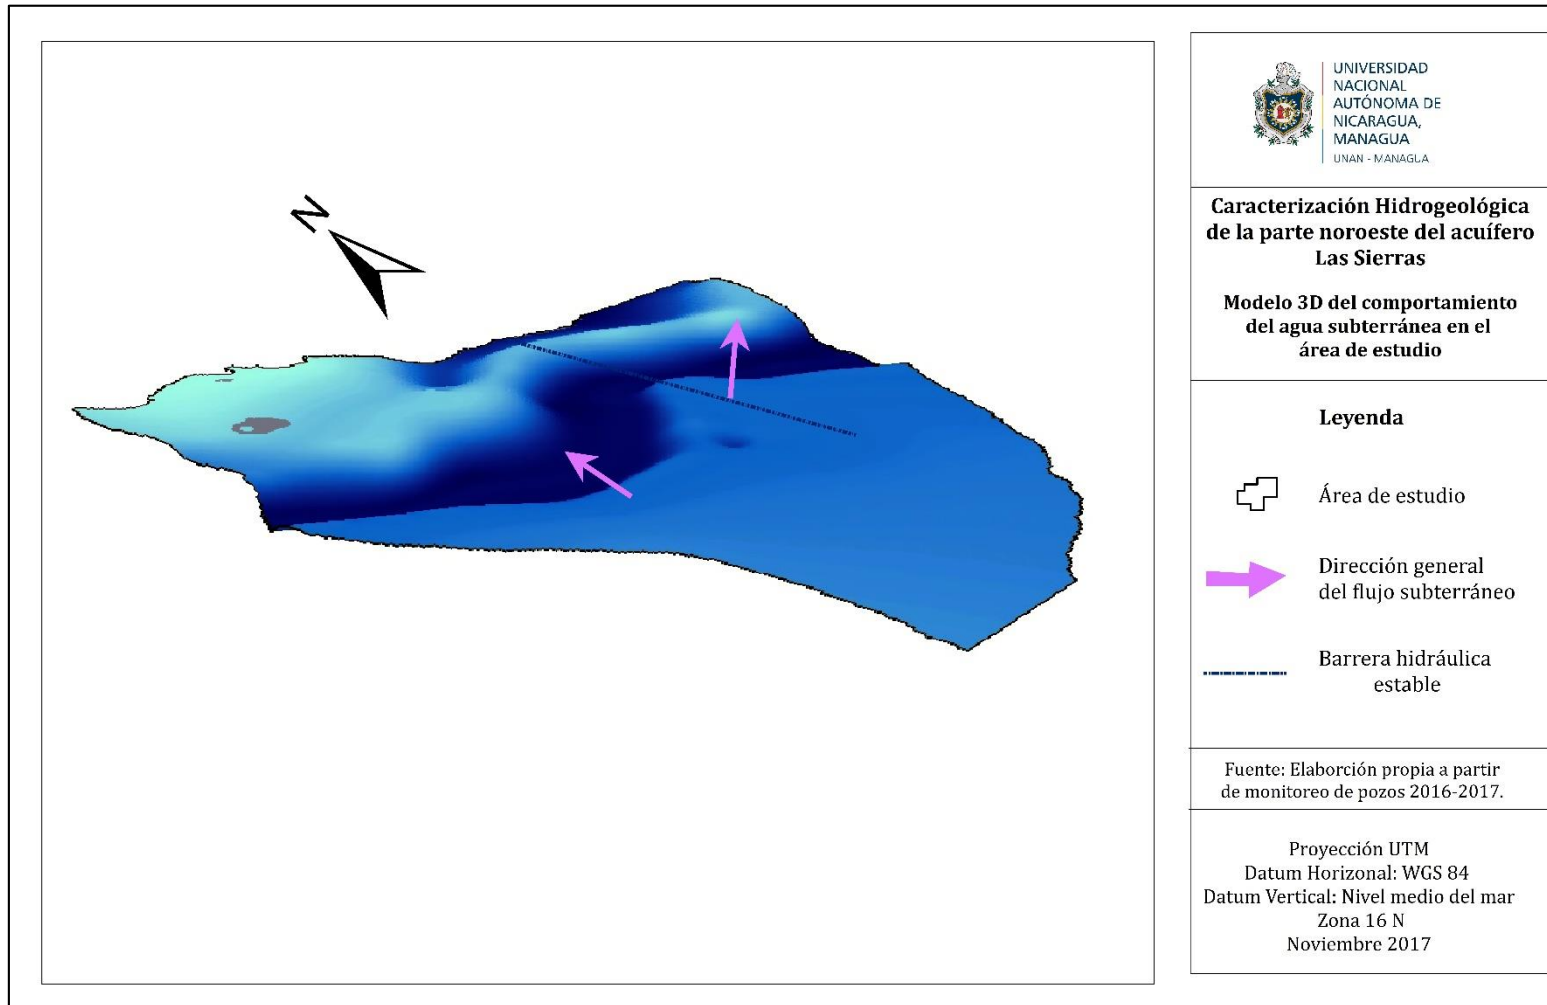 N
UNIVERSIDAD
NACIONAL
AUTÓNOMA DE
NICARAGUA,
MANAGUA
UNAN - MANAGUA
Caracterización Hidrogeológica
de la parte noroeste del acuífero
Las Sierras
Modelo 3D del comportamiento
del agua subterránea en el
área de estudio
Leyenda
Área de estudio
Dirección general
del flujo subterráneo
Barrera hidráulica
estable
Fuente: Elaborción propia a partir
de monitoreo de pozos 2016-2017.
Proyección UTM
Datum Horizonal: WGS 84
Datum Vertical: Nivel medio del mar
Zona 16 N
Noviembre 2017